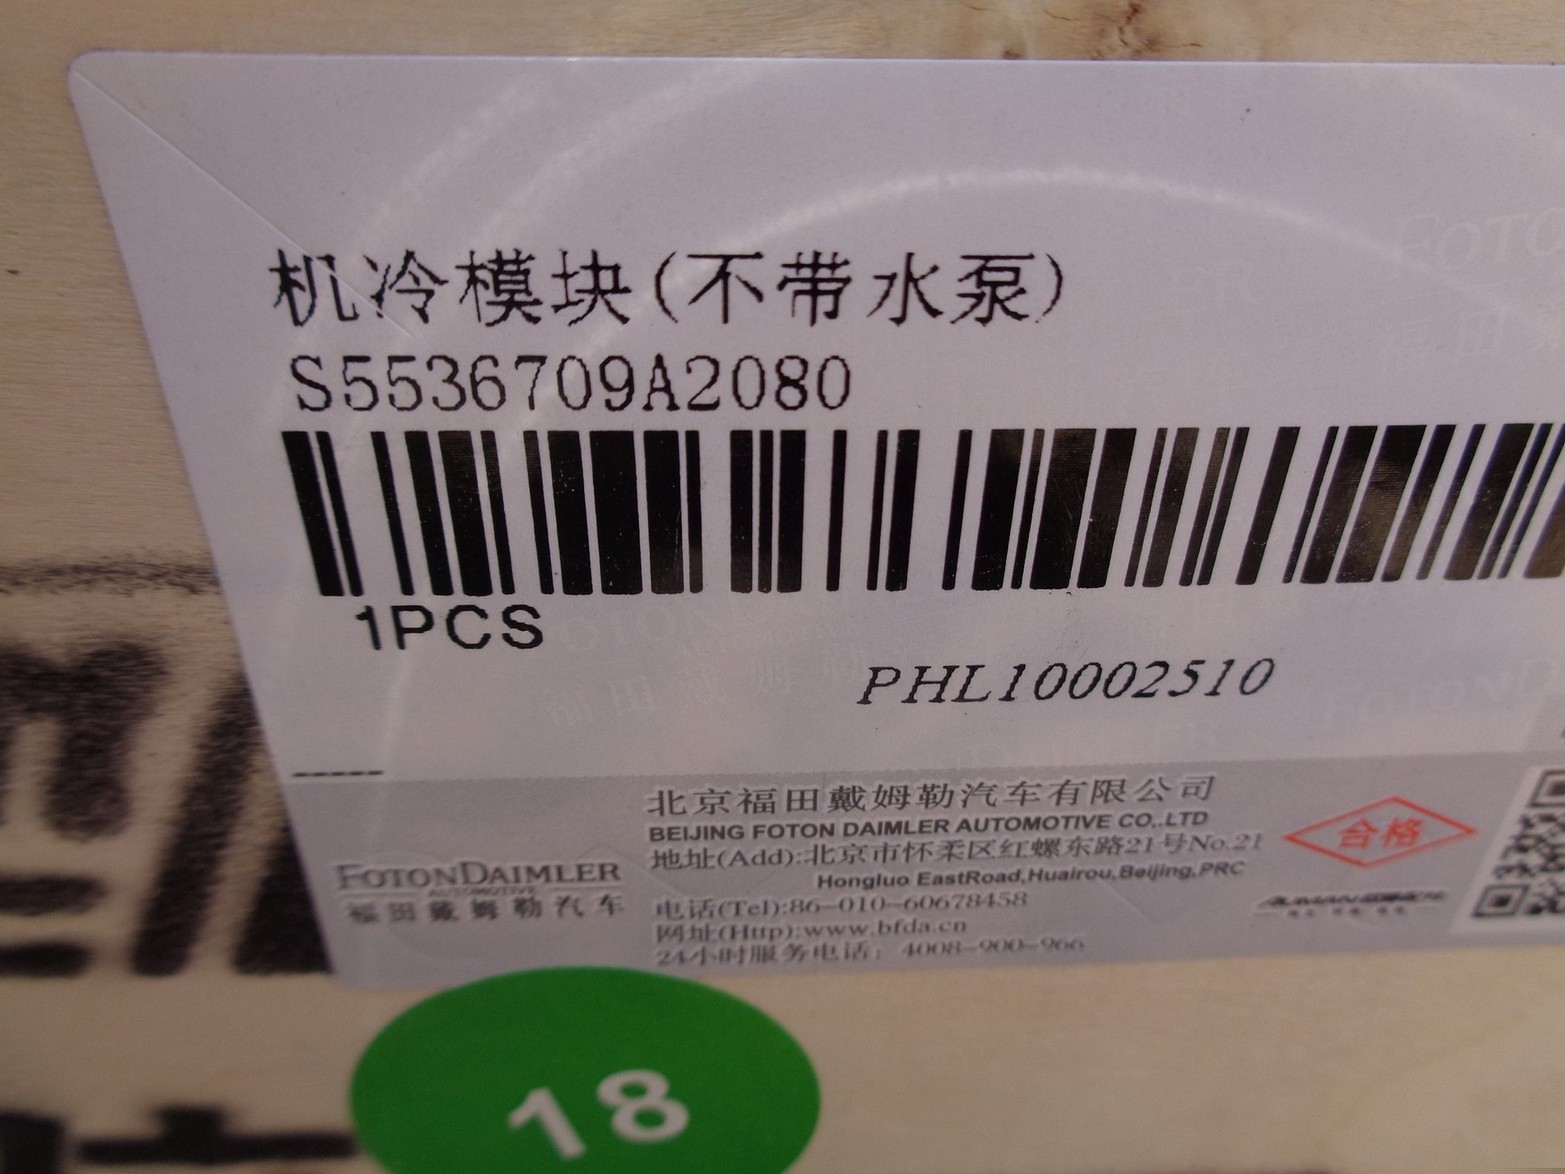 机冷模块(不带水泵)
S5536709A2080
1PCS
PHL10002510
-----
FOTONDAIMLER
AUTOMOTIVE
福田戴姆勒汽车
北京福田戴姆勒汽车有限公司
BEIJING FOTON DAIMLER AUTOMOTIVE CO,.LTD
地址(Add):北京市怀柔区红螺东路21号No.21
Hongluo EastRoad,Huairou,Beijing,PRC
电话(Tel):86-010-60678458
网址(Http):www.bfda.cn
24小时服务电话：4008-900-966
合格
18